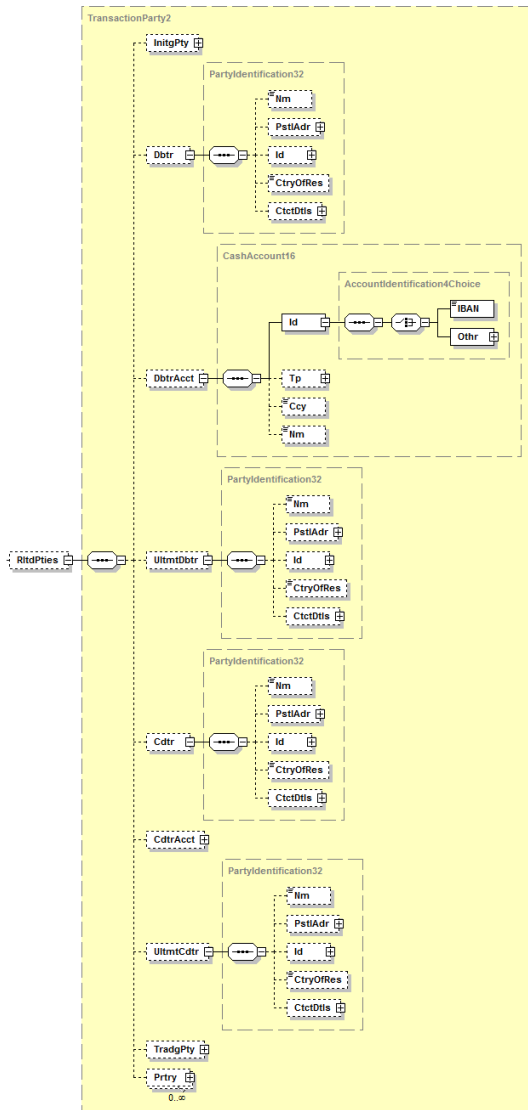 TransactionParty2
InitgPty
PartyIdentification32
Nm
PstlAdr
Dbtr
Id
CtryOfRes
CtctDtls
CashAccount16
AccountIdentification4Choice
IBAN
Id
Othr
DbtrAcct
Tp
Ccy
Nm
PartyIdentification32
Nm
PstlAdr
RltdPties
UltmtDbtr
Id
CtryOfRes
CtctDtls
PartyIdentification32
Nm
PstlAdr
Cdtr
Id
CtryOfRes
CtctDtls
CdtrAcct
PartyIdentification32
Nm
PstlAdr
UltmtCdtr
Id
CtryOfRes
CtctDtls
TradgPty
Prtry
0..∞